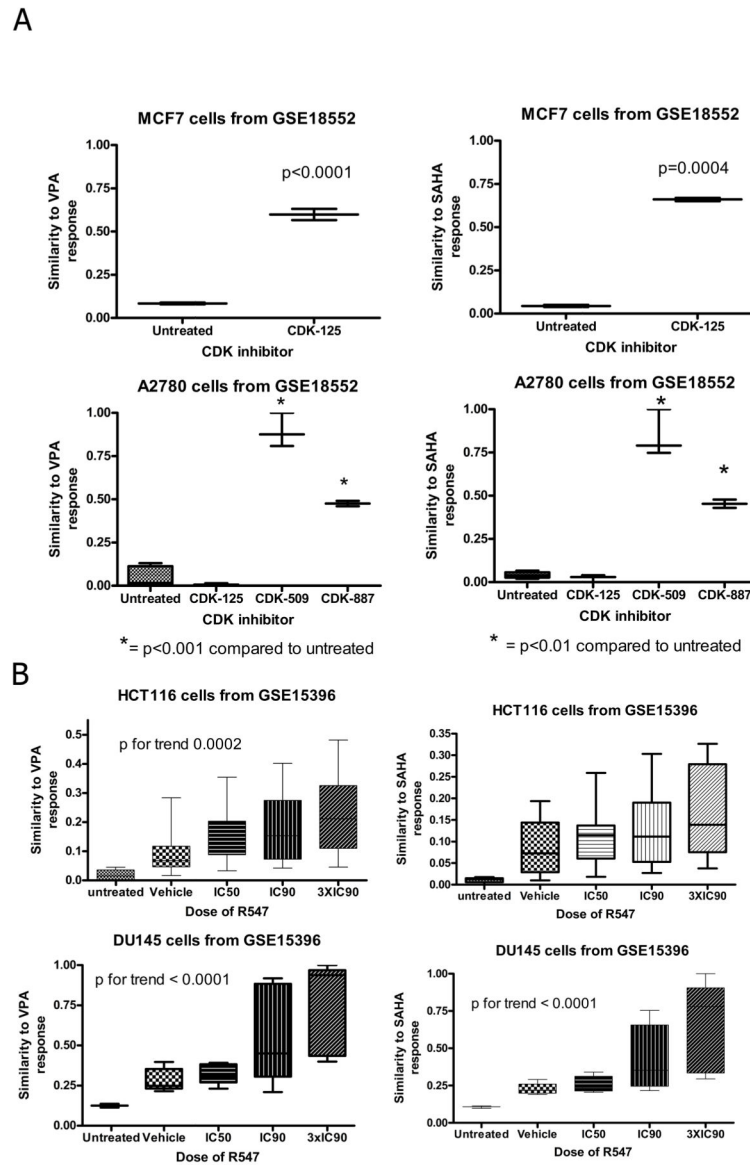 A
MCF7 cells from GSE18552
Similarity to VPA
response
1.00
0.75
0.50
0.25
0.00
p<0.0001
Untreated
CDK-125
CDK inhibitor
MCF7 cells from GSE18552
Similarity to SAHA
response
1.00
0.75
0.50
0.25
0.00
p=0.0004
Untreated
CDK-125
CDK inhibitor
A2780 cells from GSE18552
Similarity to VPA
response
1.00
0.75
0.50
0.25
0.00
*
*
Untreated CDK-125 CDK-509 CDK-887
CDK inhibitor
*= p<0.001 compared to untreated
A2780 cells from GSE18552
Similarity to SAHA
response
1.00
0.75
0.50
0.25
0.00
*
*
Untreated CDK-125 CDK-509 CDK-887
CDK inhibitor
* = p<0.01 compared to untreated
B
HCT116 cells from GSE15396
Similarity to VPA
response
0.5
0.4
0.3
0.2
0.1
0.0
p for trend 0.0002
untreated Vehicle IC50 IC90 3XIC90
Dose of R547
HCT116 cells from GSE15396
Similarity to SAHA
response
0.35
0.30
0.25
0.20
0.15
0.10
0.05
0.00
untreated Vehicle IC50 IC90 3XIC90
Dose of R547
DU145 cells from GSE15396
Similarity to VPA
response
1.00
0.75
0.50
0.25
0.00
p for trend < 0.0001
Untreated Vehicle IC50 IC90 3xIC90
Dose of R547
DU145 cells from GSE15396
Similarity to SAHA
response
1.00
0.75
0.50
0.25
0.00
p for trend < 0.0001
Untreated Vehicle IC50 IC90 3XIC90
Dose of R547